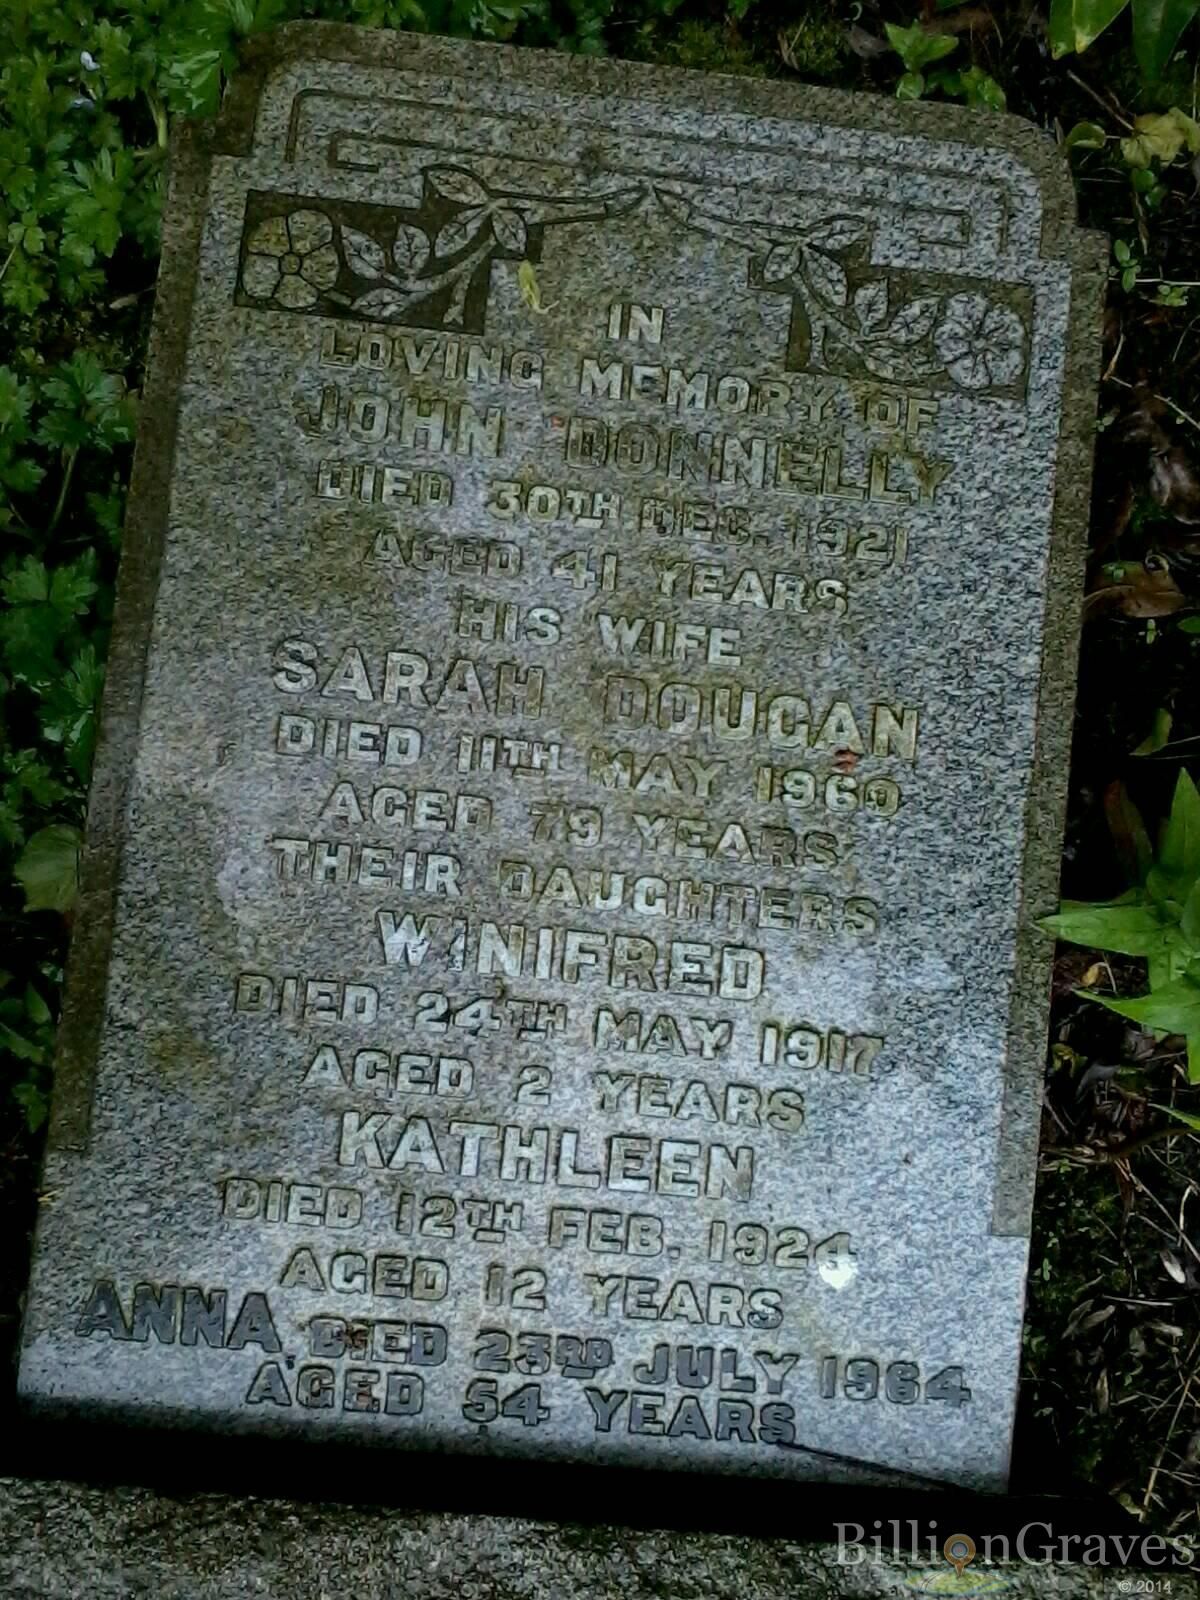 IN
LOVING MEMORY OF
JOHN DONNELLY
DIED 30TH DEC. 1921
AGED 41 YEARS
HIS WIFE
SARAH DOUGAN
DIED 11TH MAY 1960
AGED 79 YEARS
THEIR DAUGHTERS
WINIFRED
DIED 24TH MAY 1917
AGED 2 YEARS
KATHLEEN
DIED 12TH FEB. 1924
AGED 12 YEARS
ANNA DIED 23RD JULY 1964
AGED 54 YEARS
BillionGraves
© 2014